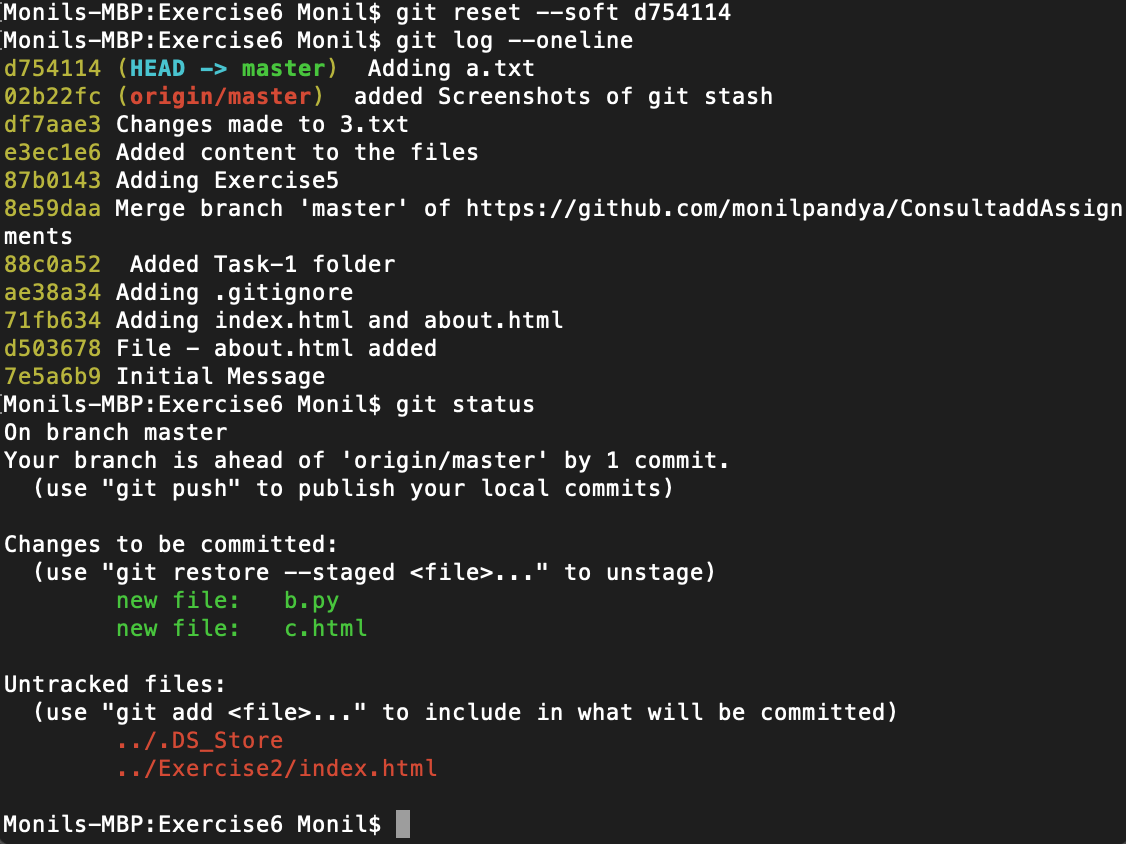 Monils-MBP:Exercise6 Monil$ git reset --soft d754114
Monils-MBP:Exercise6 Monil$ git log --oneline
d754114 (HEAD -> master)  Adding a.txt
02b22fc (origin/master)  added Screenshots of git stash
df7aae3 Changes made to 3.txt
e3ec1e6 Added content to the files
87b0143 Adding Exercise5
8e59daa Merge branch 'master' of https://github.com/monilpandya/ConsultaddAssign
ments
88c0a52  Added Task-1 folder
ae38a34 Adding .gitignore
71fb634 Adding index.html and about.html
d503678 File - about.html added
7e5a6b9 Initial Message
Monils-MBP:Exercise6 Monil$ git status
On branch master
Your branch is ahead of 'origin/master' by 1 commit.
  (use "git push" to publish your local commits)

Changes to be committed:
  (use "git restore --staged <file>..." to unstage)
        new file:   b.py
        new file:   c.html

Untracked files:
  (use "git add <file>..." to include in what will be committed)
        ../.DS_Store
        ../Exercise2/index.html

Monils-MBP:Exercise6 Monil$